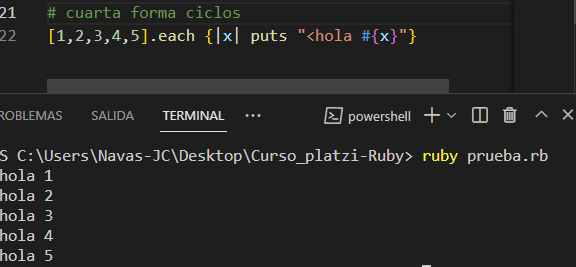 21 # cuarta forma ciclos
22 [1,2,3,4,5].each {|x| puts "<hola #{x}"}
ROBLEMAS SALIDA TERMINAL ··· powershell
S C:\Users\Navas-JC\Desktop\Curso_platzi-Ruby> ruby prueba.rb
hola 1
hola 2
hola 3
hola 4
hola 5